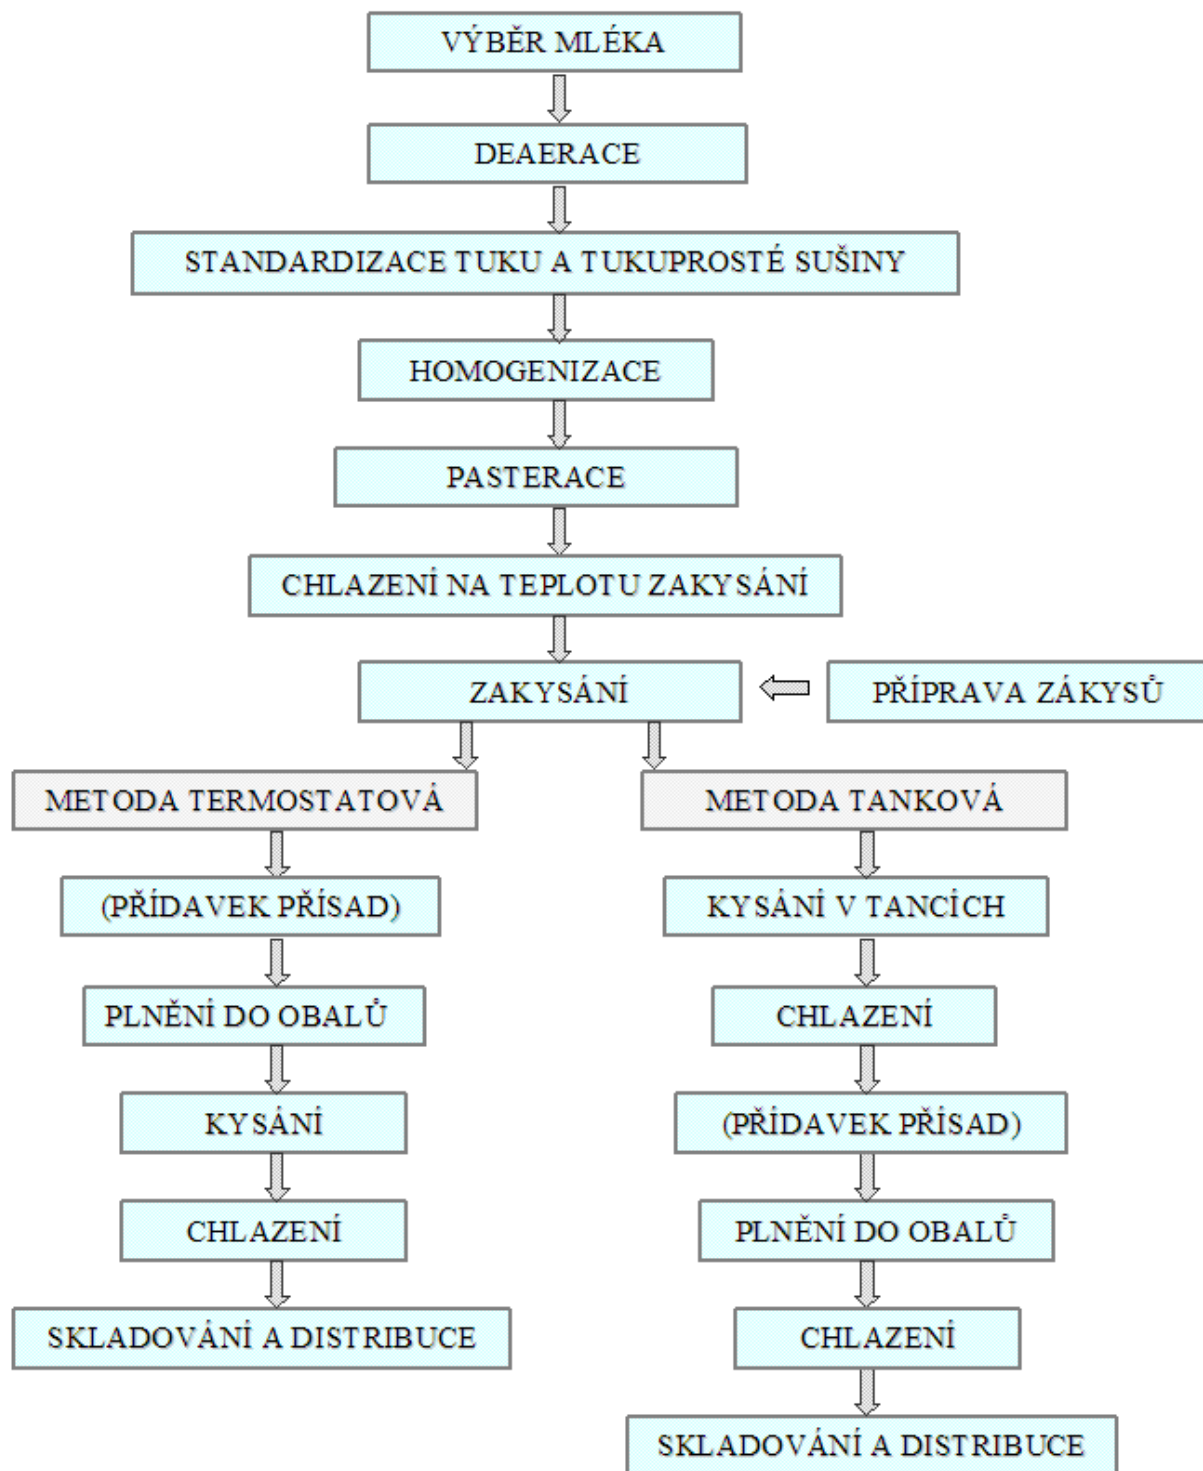 VÝBĚR MLÉKA
DEAERACE
STANDARDIZACE TUKU A TUKUPROSTÉ SUŠINY
HOMOGENIZACE
PASTERACE
CHLAZENÍ NA TEPLOTU ZAKYSÁNÍ
ZAKYSÁNÍ
PŘÍPRAVA ZÁKYSŮ
METODA TERMOSTATOVÁ
(PŘÍDAVEK PŘÍSAD)
PLNĚNÍ DO OBALŮ
KYSÁNÍ
CHLAZENÍ
SKLADOVÁNÍ A DISTRIBUCE
METODA TANKOVÁ
KYSÁNÍ V TANCÍCH
CHLAZENÍ
(PŘÍDAVEK PŘÍSAD)
PLNĚNÍ DO OBALŮ
CHLAZENÍ
SKLADOVÁNÍ A DISTRIBUCE